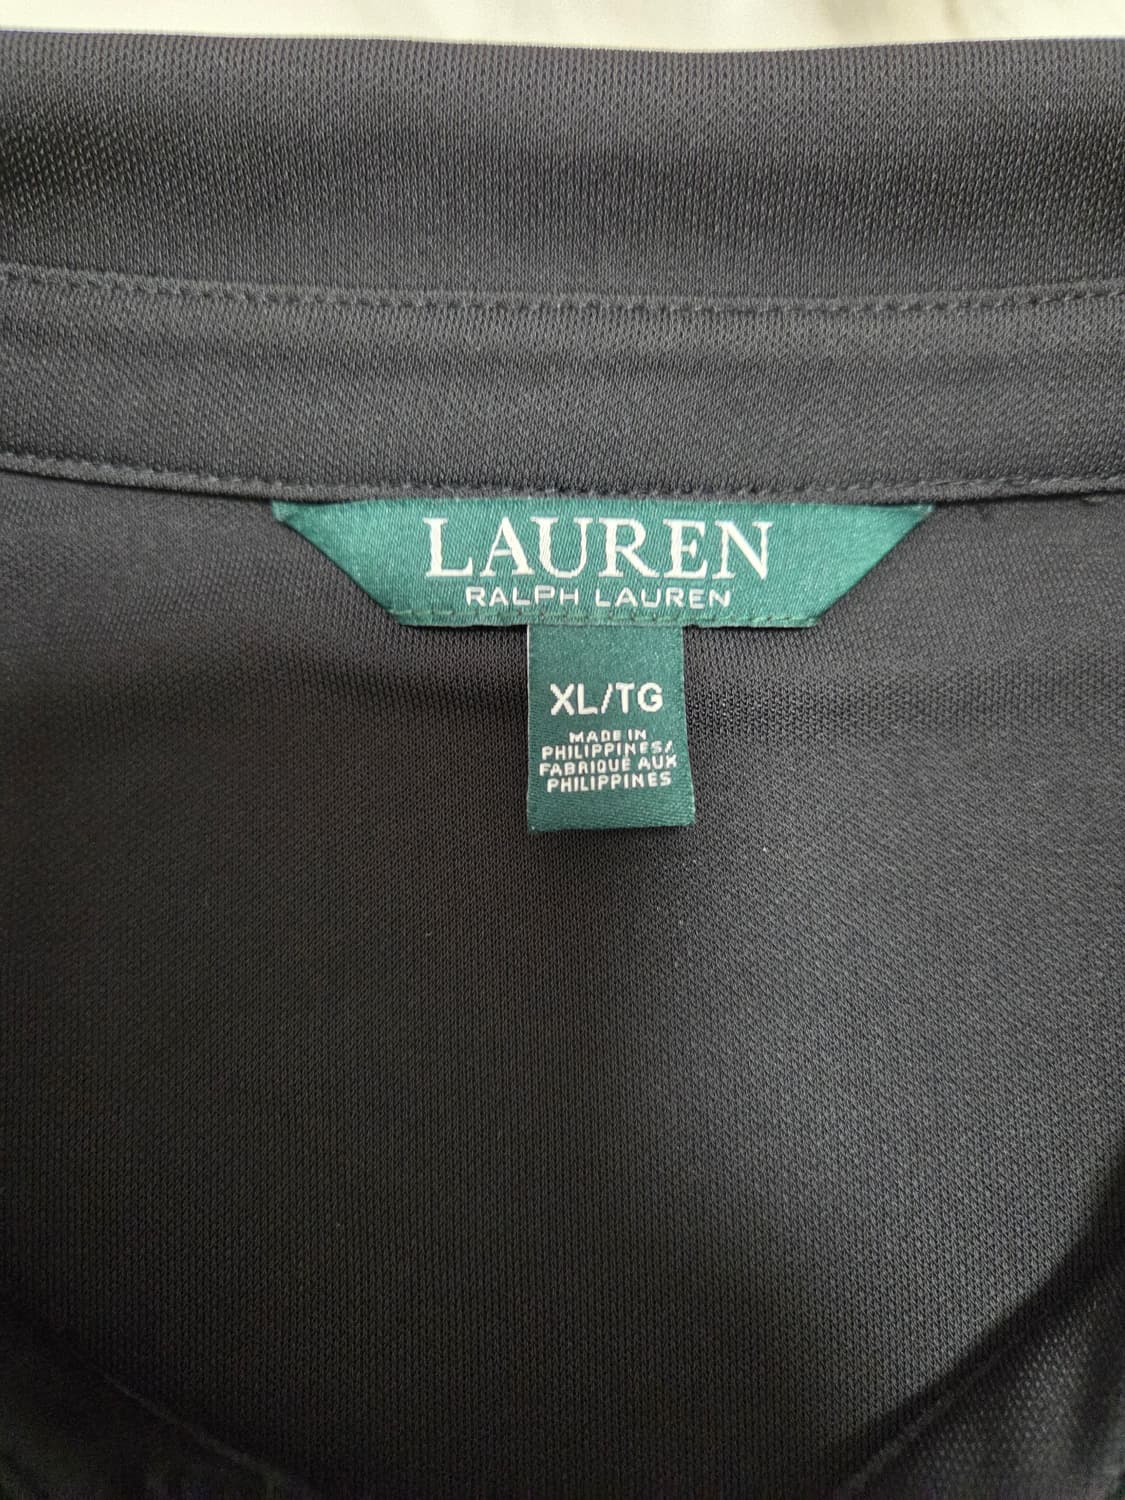 LAUREN
RALPH LAUREN
XL/TG
MADE IN
PHILIPPINES/
FABRIQUÉ AUX
PHILIPPINES